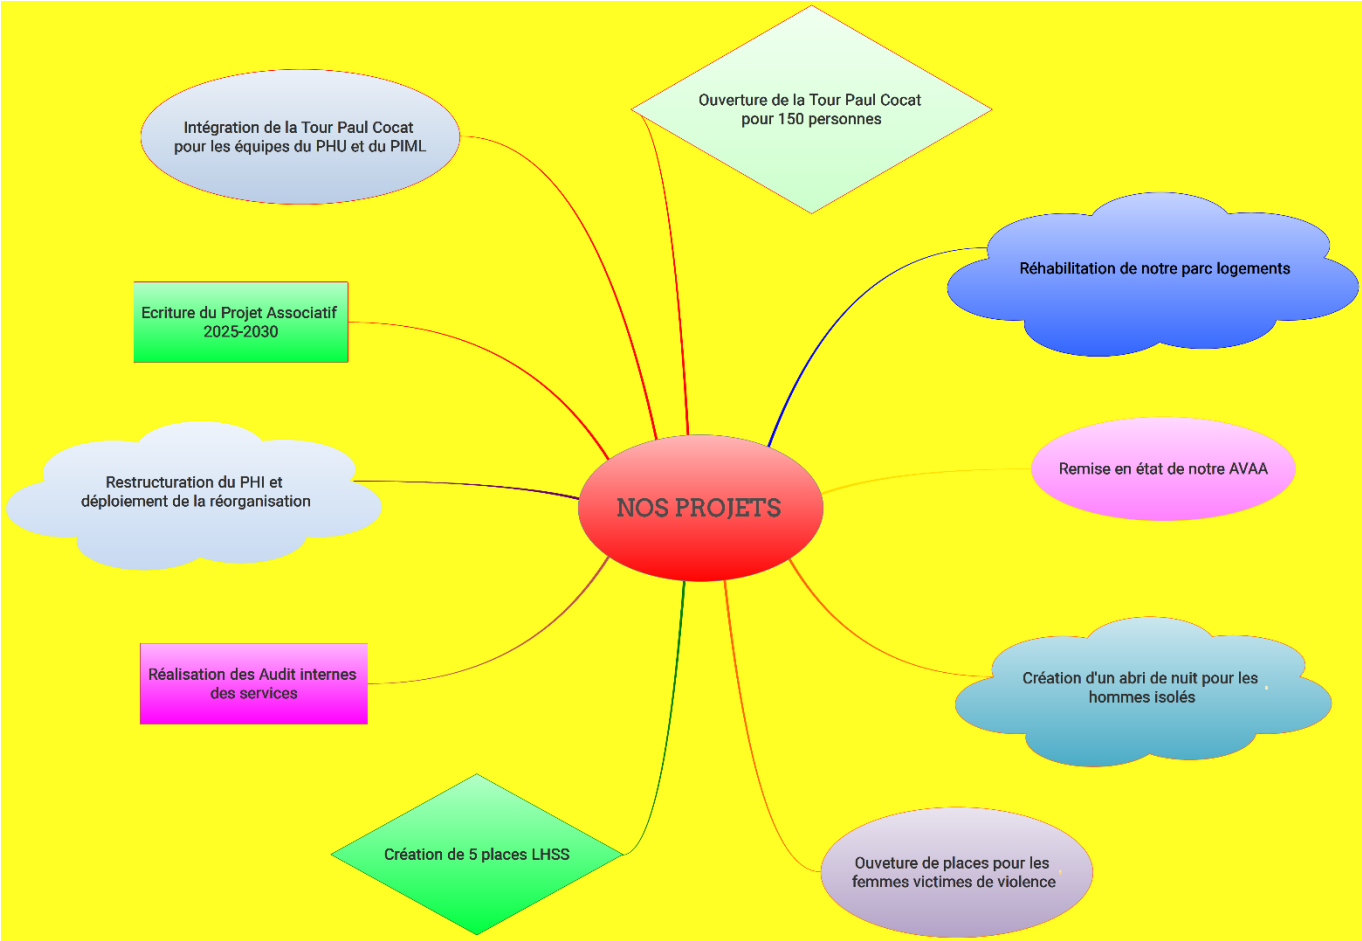 Ouverture de la Tour Paul Cocat
pour 150 personnes
Intégration de la Tour Paul Cocat
pour les équipes du PHU et du PIML
Réhabilitation de notre parc logements
Ecriture du Projet Associatif
2025-2030
Remise en état de notre AVAA
Restructuration du PHI et
déploiement de la réorganisation
NOS PROJETS
Réalisation des Audit internes
des services
Création d'un abri de nuit pour les
hommes isolés
Création de 5 places LHSS
Ouveture de places pour les
femmes victimes de violence